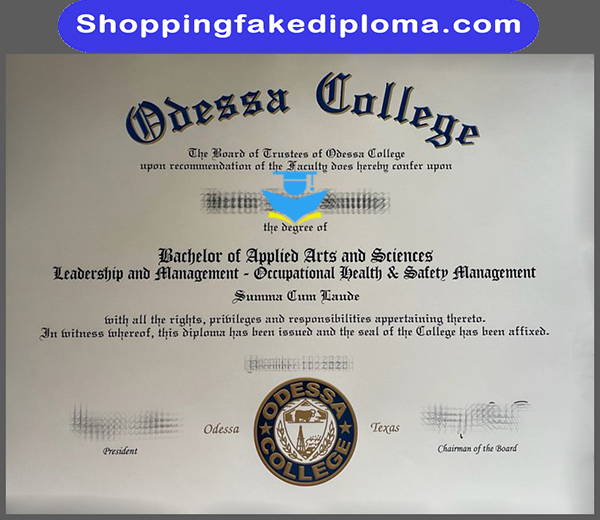 Shoppingfakediploma.com
Odessa College
The Board of Trustees of Odessa College
upon recommendation of the Faculty does hereby confer upon
the degree of
Bachelor of Applied Arts and Sciences
Leadership and Management - Occupational Health & Safety Management
Summa Cum Laude
with all the rights, privileges and responsibilities appertaining thereto.
In witness whereof, this diploma has been issued and the seal of the College has been affixed.
December 10, 2020
Odessa
ODESSA
COLLEGE
Texas
President
Chairman of the Board